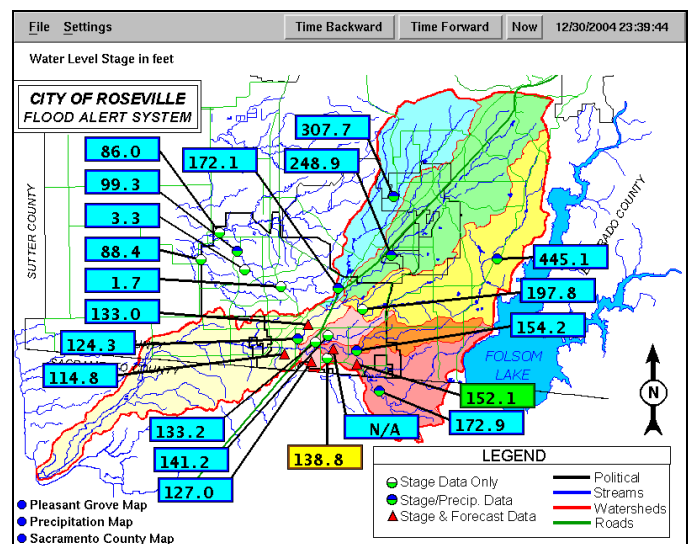 File Settings Time Backward Time Forward Now 12/30/2004 23:39:44
Water Level Stage in feet
CITY OF ROSEVILLE
FLOOD ALERT SYSTEM
307.7
86.0
172.1
248.9
99.3
3.3
SUTTER COUNTY
88.4
445.1
1.7
197.8
133.0
154.2
124.3
FOLSOM
LAKE
114.8
152.1
N
133.2
N/A
172.9
141.2
138.8
127.0
LEGEND
Stage Data Only
Stage/Precip. Data
Stage & Forecast Data
Political
Streams
Watersheds
Roads
Pleasant Grove Map
Precipitation Map
Sacramento County Map